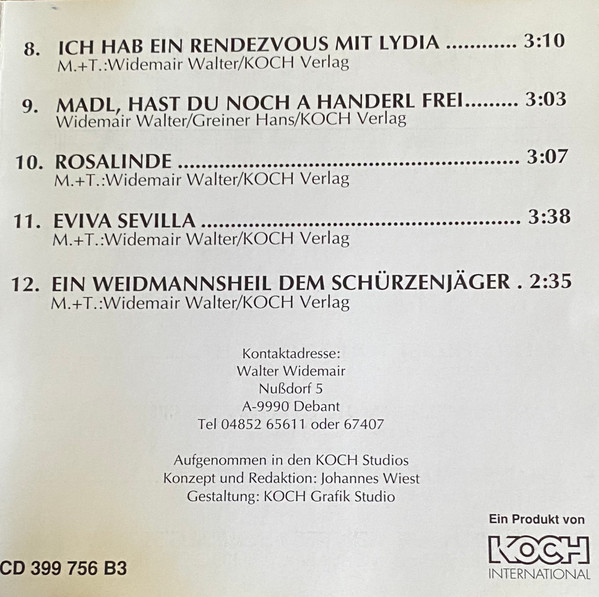 8. ICH HAB EIN RENDEZVOUS MIT LYDIA ............ 3:10
M.+T.:Widemair Walter/KOCH Verlag
9. MADL, HAST DU NOCH A HANDERL FREI......... 3:03
Widemair Walter/Greiner Hans/KOCH Verlag
10. ROSALINDE .......................................................... 3:07
M.+T.:Widemair Walter/KOCH Verlag
11. EVIVA SEVILLA ...................................................... 3:38
M.+T.:Widemair Walter/KOCH Verlag
12. EIN WEIDMANNSHEIL DEM SCHÜRZENJÄGER . 2:35
M.+T.:Widemair Walter/KOCH Verlag
Kontaktadresse:
Walter Widemair
Nußdorf 5
A-9990 Debant
Tel 04852 65611 oder 67407
Aufgenommen in den KOCH Studios
Konzept und Redaktion: Johannes Wiest
Gestaltung: KOCH Grafik Studio
Ein Produkt von
KOCH
INTERNATIONAL
CD 399 756 B3